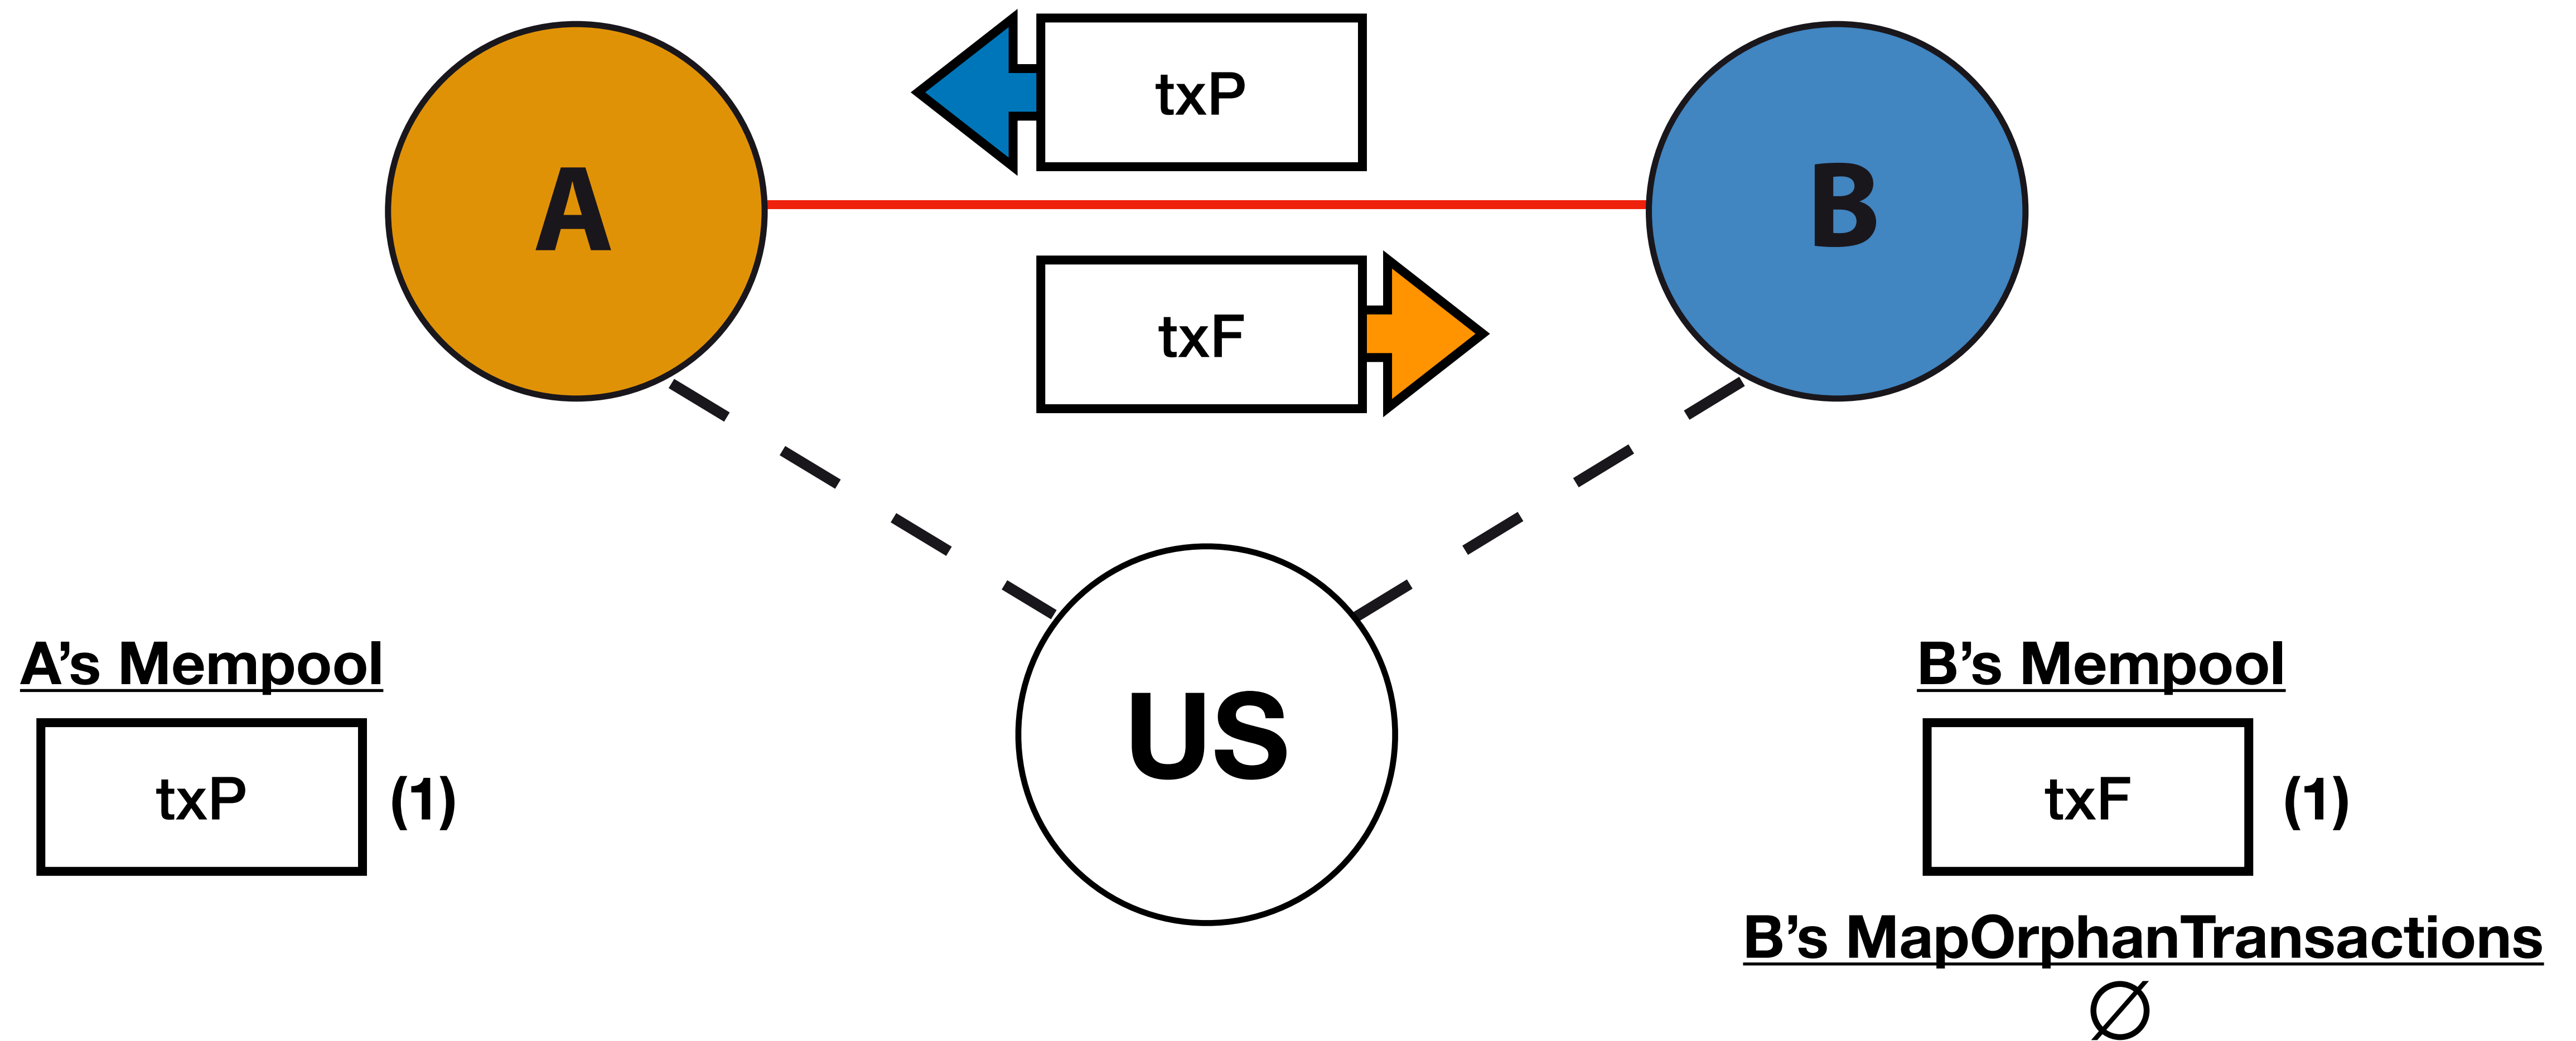 txP
A
B
txF
US
A’s Mempool
txP (1)
B’s Mempool
txF (1)
B’s MapOrphanTransactions
∅